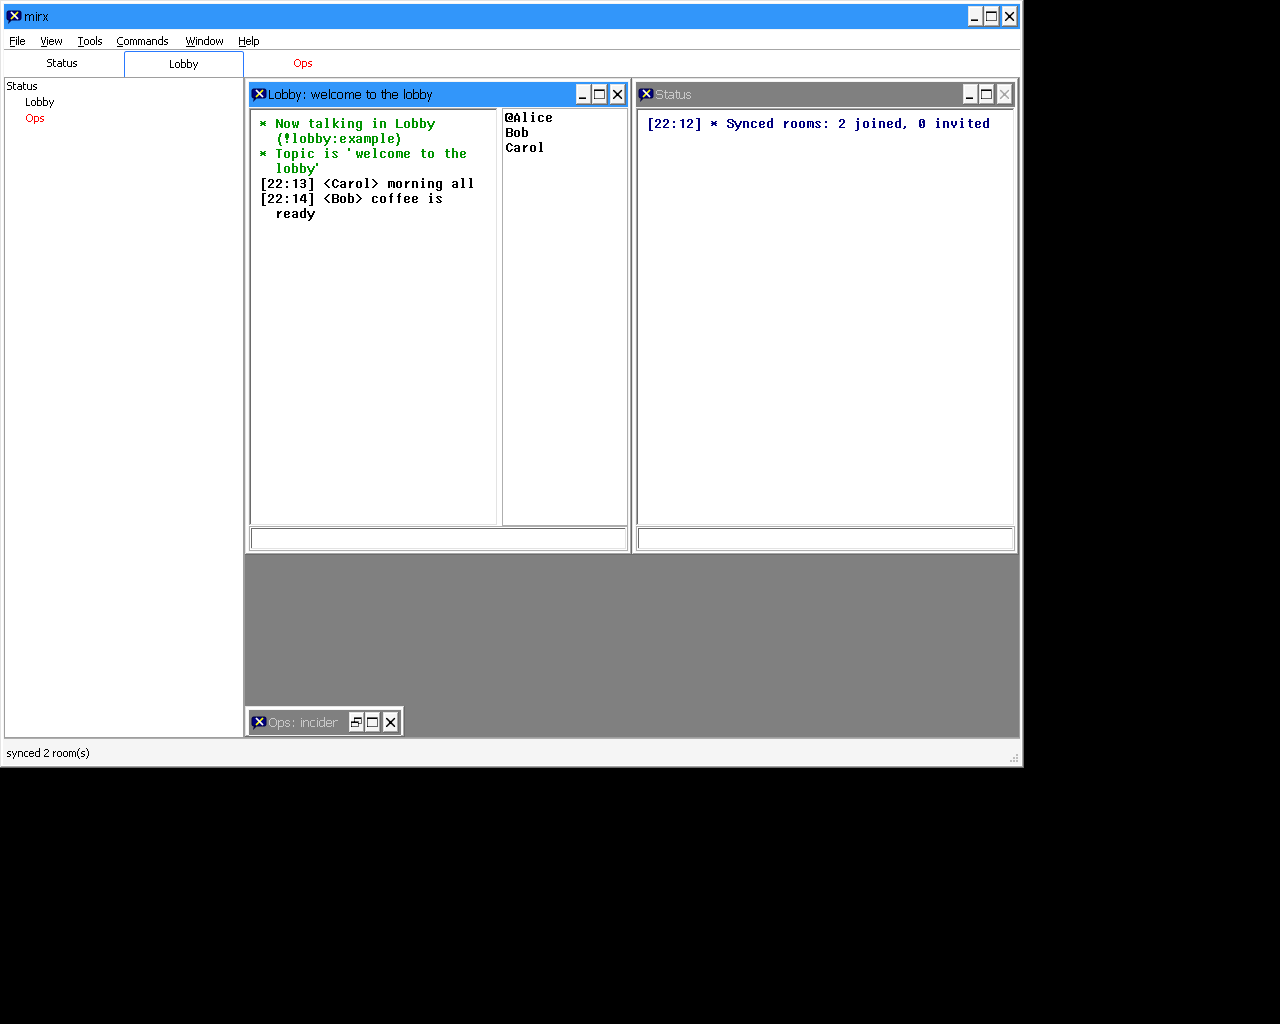 mirx
File View Tools Commands Window Help
Status Lobby Ops
Status
Lobby
Ops
Lobby: welcome to the lobby
* Now talking in Lobby
(!lobby:example)
* Topic is 'welcome to the
lobby'
[22:13] <Carol> morning all
[22:14] <Bob> coffee is
ready
@Alice
Bob
Carol
Status
[22:12] * Synced rooms: 2 joined, 0 invited
Ops: incider
synced 2 room(s)